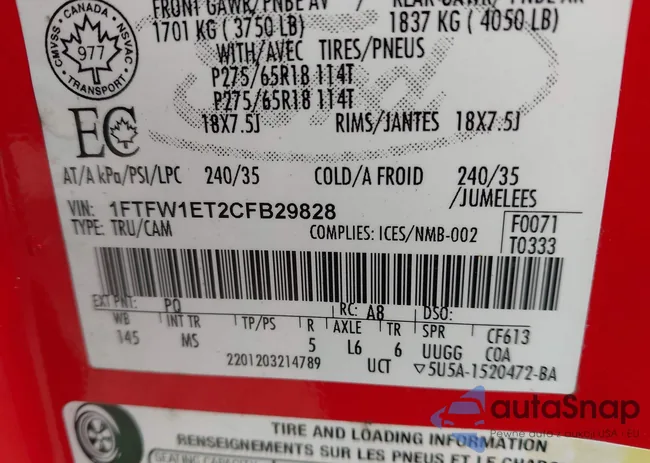 FRONT GAWR/PNBE AV REAR GAWR/PNBE AR
1701 KG ( 3750 LB) 1837 KG ( 4050 LB)
CMVSS · CANADA · NSVAC · TRANSPORT ·
977
WITH/AVEC TIRES/PNEUS
P275/65R18 114T
P275/65R18 114T
18X7.5J RIMS/JANTES 18X7.5J
EC
AT/A kPa/PSI/LPC 240/35 COLD/A FROID 240/35
/JUMELEES
VIN: 1FTFW1ET2CFB29828
F0071
TYPE: TRU/CAM COMPLIES: ICES/NMB-002
T0333
EXT PNT: PQ RC: A8 DSO:
WB INT TR TP/PS R AXLE TR SPR CF613
145 MS 5 L6 6 UUGG COA
2201203214789 UCT ▽5U5A-1520472-BA
autoSnap
TIRE AND LOADING INFORMATION
RENSEIGNEMENTS SUR LES PNEUS ET LE CHARG
SEATING CAPACITY